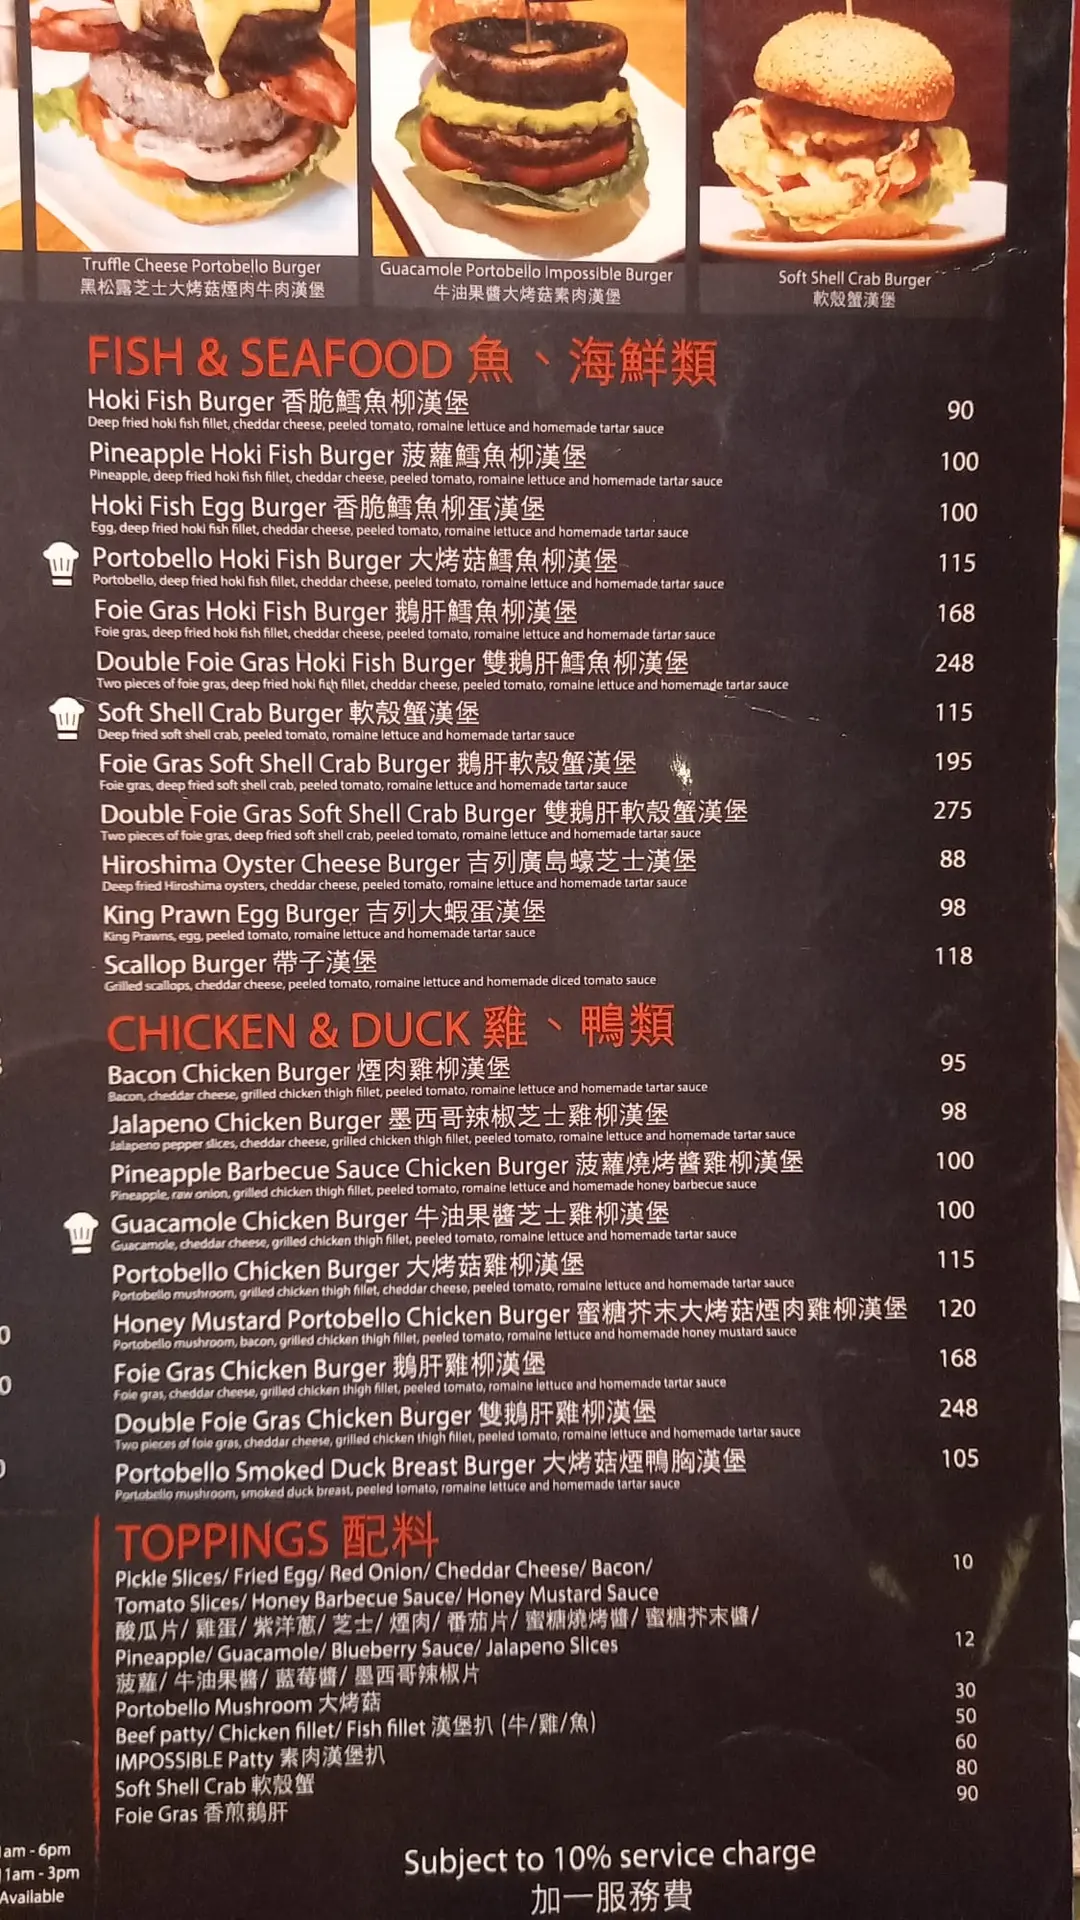 Truffle Cheese Portobello Burger
黑松露芝士大烤菇煙肉牛肉漢堡
Guacamole Portobello Impossible Burger
牛油果醬大烤菇素肉漢堡
Soft Shell Crab Burger
軟殼蟹漢堡
FISH & SEAFOOD 魚、海鮮類
Hoki Fish Burger 香脆鱈魚柳漢堡 90
Deep fried hoki fish fillet, cheddar cheese, peeled tomato, romaine lettuce and homemade tartar sauce
Pineapple Hoki Fish Burger 菠蘿鱈魚柳漢堡 100
Pineapple, deep fried hoki fish fillet, cheddar cheese, peeled tomato, romaine lettuce and homemade tartar sauce
Hoki Fish Egg Burger 香脆鱈魚柳蛋漢堡 100
Egg, deep fried hoki fish fillet, cheddar cheese, peeled tomato, romaine lettuce and homemade tartar sauce
Portobello Hoki Fish Burger 大烤菇鱈魚柳漢堡 115
Portobello, deep fried hoki fish fillet, cheddar cheese, peeled tomato, romaine lettuce and homemade tartar sauce
Foie Gras Hoki Fish Burger 鵝肝鱈魚柳漢堡 168
Foie gras, deep fried hoki fish fillet, cheddar cheese, peeled tomato, romaine lettuce and homemade tartar sauce
Double Foie Gras Hoki Fish Burger 雙鵝肝鱈魚柳漢堡 248
Two pieces of foie gras, deep fried hoki fish fillet, cheddar cheese, peeled tomato, romaine lettuce and homemade tartar sauce
Soft Shell Crab Burger 軟殼蟹漢堡 115
Deep fried soft shell crab, peeled tomato, romaine lettuce and homemade tartar sauce
Foie Gras Soft Shell Crab Burger 鵝肝軟殼蟹漢堡 195
Foie gras, deep fried soft shell crab, peeled tomato, romaine lettuce and homemade tartar sauce
Double Foie Gras Soft Shell Crab Burger 雙鵝肝軟殼蟹漢堡 275
Two pieces of foie gras, deep fried soft shell crab, peeled tomato, romaine lettuce and homemade tartar sauce
Hiroshima Oyster Cheese Burger 吉列廣島蠔芝士漢堡 88
Deep fried Hiroshima oysters, cheddar cheese, peeled tomato, romaine lettuce and homemade tartar sauce
King Prawn Egg Burger 吉列大蝦蛋漢堡 98
King Prawns, egg, peeled tomato, romaine lettuce and homemade tartar sauce
Scallop Burger 帶子漢堡 118
Grilled scallops, cheddar cheese, peeled tomato, romaine lettuce and homemade diced tomato sauce
CHICKEN & DUCK 雞、鴨類
Bacon Chicken Burger 煙肉雞柳漢堡 95
Bacon, cheddar cheese, grilled chicken thigh fillet, peeled tomato, romaine lettuce and homemade tartar sauce
Jalapeno Chicken Burger 墨西哥辣椒芝士雞柳漢堡 98
Jalapeno pepper slices, cheddar cheese, grilled chicken thigh fillet, peeled tomato, romaine lettuce and homemade tartar sauce
Pineapple Barbecue Sauce Chicken Burger 菠蘿燒烤醬雞柳漢堡 100
Pineapple, raw onion, grilled chicken thigh fillet, peeled tomato, romaine lettuce and homemade honey barbecue sauce
Guacamole Chicken Burger 牛油果醬芝士雞柳漢堡 100
Guacamole, cheddar cheese, grilled chicken thigh fillet, peeled tomato, romaine lettuce and homemade tartar sauce
Portobello Chicken Burger 大烤菇雞柳漢堡 115
Portobello mushroom, grilled chicken thigh fillet, cheddar cheese, peeled tomato, romaine lettuce and homemade tartar sauce
Honey Mustard Portobello Chicken Burger 蜜糖芥末大烤菇煙肉雞柳漢堡 120
Portobello mushroom, bacon, grilled chicken thigh fillet, peeled tomato, romaine lettuce and homemade honey mustard sauce
Foie Gras Chicken Burger 鵝肝雞柳漢堡 168
Foie gras, cheddar cheese, grilled chicken thigh fillet, peeled tomato, romaine lettuce and homemade tartar sauce
Double Foie Gras Chicken Burger 雙鵝肝雞柳漢堡 248
Two pieces of foie gras, cheddar cheese, grilled chicken thigh fillet, peeled tomato, romaine lettuce and homemade tartar sauce
Portobello Smoked Duck Breast Burger 大烤菇煙鴨胸漢堡 105
Portobello mushroom, smoked duck breast, peeled tomato, romaine lettuce and homemade tartar sauce
TOPPINGS 配料
Pickle Slices/ Fried Egg/ Red Onion/ Cheddar Cheese/ Bacon/ 10
Tomato Slices/ Honey Barbecue Sauce/ Honey Mustard Sauce
酸瓜片/ 雞蛋/ 紫洋蔥/ 芝士/ 煙肉/ 番茄片/ 蜜糖燒烤醬/ 蜜糖芥末醬/
Pineapple/ Guacamole/ Blueberry Sauce/ Jalapeno Slices 12
菠蘿/ 牛油果醬/ 藍莓醬/ 墨西哥辣椒片
Portobello Mushroom 大烤菇 30
Beef patty/ Chicken fillet/ Fish fillet 漢堡扒 (牛/雞/魚) 50
IMPOSSIBLE Patty 素肉漢堡扒 60
Soft Shell Crab 軟殼蟹 80
Foie Gras 香煎鵝肝 90
am - 6pm
1am - 3pm
Available
Subject to 10% service charge
加一服務費